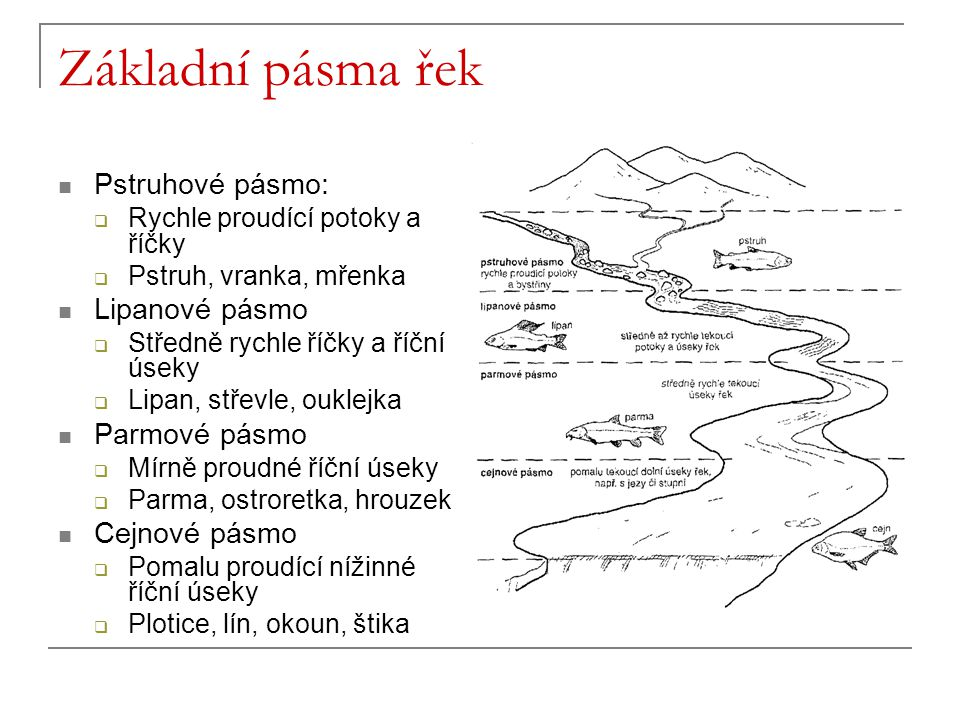 Základní pásma řek
Pstruhové pásmo:
Rychle proudící potoky a
říčky
Pstruh, vranka, mřenka
Lipanové pásmo
Středně rychle říčky a říční
úseky
Lipan, střevle, ouklejka
Parmové pásmo
Mírně proudné říční úseky
Parma, ostroretka, hrouzek
Cejnové pásmo
Pomalu proudící nížinné
říční úseky
Plotice, lín, okoun, štika
pstruh
pstruhové pásmo
rychle proudící potoky
a bystřiny
lipanové pásmo
lipan
středně až rychle tekoucí
potoky a úseky řek
parmové pásmo
středně rychle tekoucí
úseky řek
parma
cejnové pásmo
pomalu tekoucí dolní úseky řek,
např. s jezy či stupni
cejn